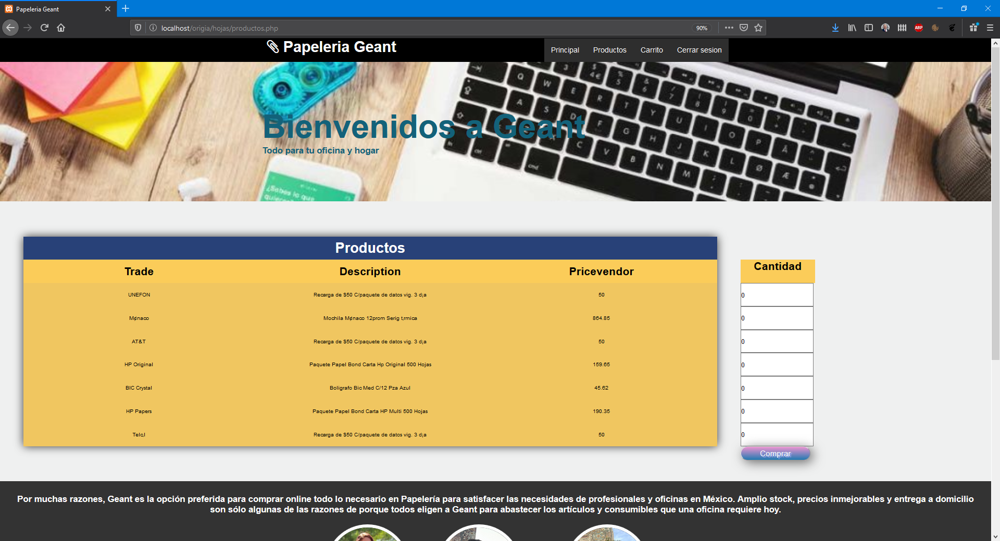 Papeleria Geant
localhost/origia/hojas/productos.php
90%
ABP
Papeleria Geant
Principal Productos Carrito Cerrar sesion
Bienvenidos a Geant
Todo para tu oficina y hogar
¿Sabes lo que
Productos
Trade Description Pricevendor Cantidad
UNEFON Recarga de $50 C/paquete de datos vig. 3 d¡a 50 0
M¢naco Mochila M¢naco 12prom Serig t‚rmica 864.85 0
AT&T Recarga de $50 C/paquete de datos vig. 3 d¡a 50 0
HP Original Paquete Papel Bond Carta Hp Original 500 Hojas 159.65 0
BIC Crystal Boligrafo Bic Med C/12 Pza Azul 45.62 0
HP Papers Paquete Papel Bond Carta HP Multi 500 Hojas 190.35 0
Telc‚l Recarga de $50 C/paquete de datos vig. 3 d¡a 50 0
Comprar
Por muchas razones, Geant es la opción preferida para comprar online todo lo necesario en Papelería para satisfacer las necesidades de profesionales y oficinas en México. Amplio stock, precios inmejorables y entrega a domicilio
son sólo algunas de las razones de porque todos eligen a Geant para abastecer los artículos y consumibles que una oficina requiere hoy.